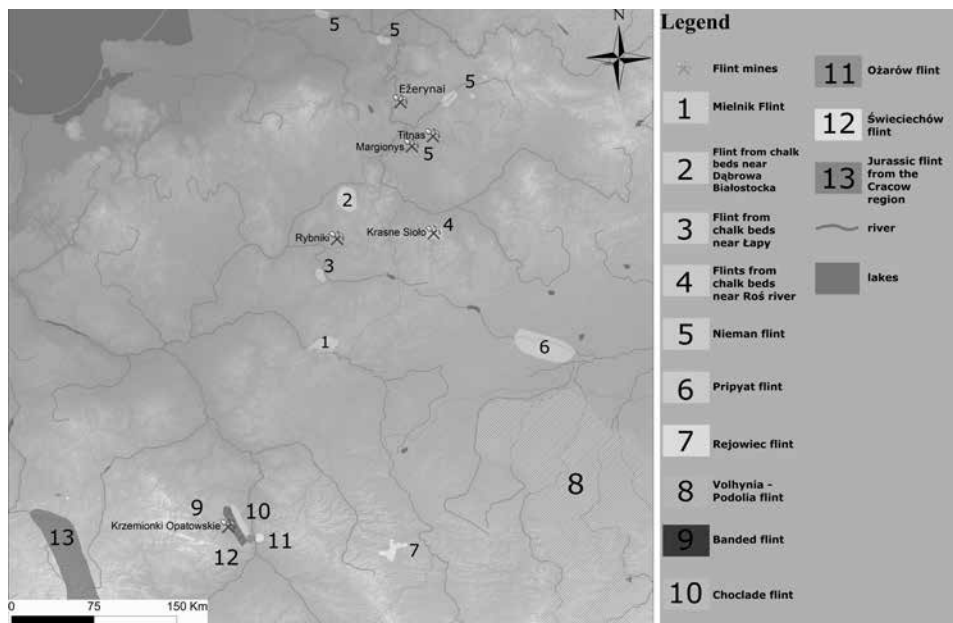 5
5
N
5
Ežerynai
Titnas
Margionys
5
2
Rybniki
Krasne Sioło
4
3
1
6
8
9
10
Krzemionki Opatowskie
13
12
11
7
0 75 150 Km
Legend
Flint mines
1 Mielnik Flint
2 Flint from chalk
beds near
Dąbrowa
Białostocka
3 Flint from
chalk beds
near Łapy
4 Flints from
chalk beds
near Roś river
5 Nieman flint
6 Pripyat flint
7 Rejowiec flint
8 Volhynia -
Podolia flint
9 Banded flint
10 Choclade flint
11 Ożarów flint
12 Świeciechów
flint
13 Jurassic flint
from the
Cracow
region
river
lakes